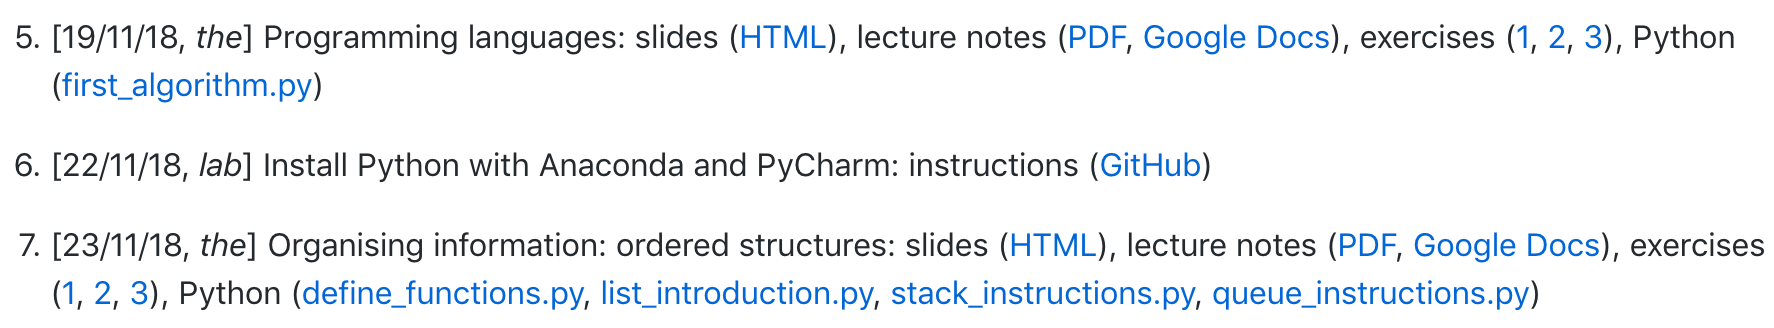 5. [19/11/18, the] Programming languages: slides (HTML), lecture notes (PDF, Google Docs), exercises (1, 2, 3), Python
(first_algorithm.py)
6. [22/11/18, lab] Install Python with Anaconda and PyCharm: instructions (GitHub)
7. [23/11/18, the] Organising information: ordered structures: slides (HTML), lecture notes (PDF, Google Docs), exercises
(1, 2, 3), Python (define_functions.py, list_introduction.py, stack_instructions.py, queue_instructions.py)